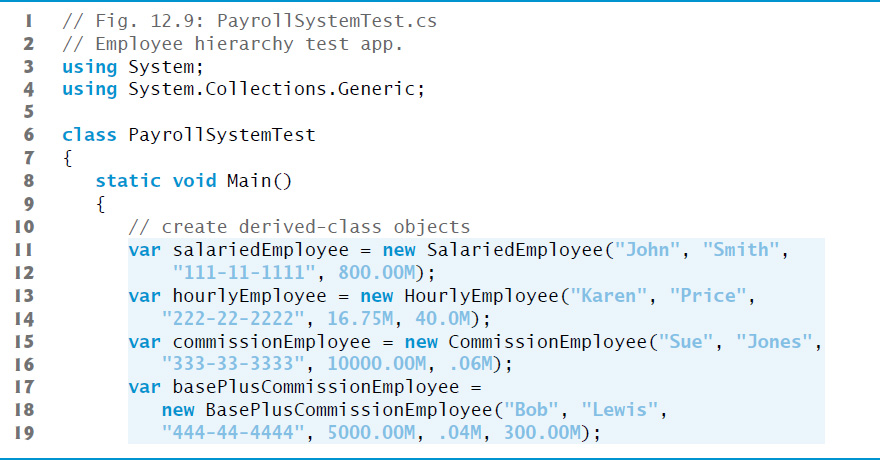 1 // Fig. 12.9: PayrollSystemTest.cs
2 // Employee hierarchy test app.
3 using System;
4 using System.Collections.Generic;
5
6 class PayrollSystemTest
7 {
8 static void Main()
9 {
10 // create derived-class objects
11 var salariedEmployee = new SalariedEmployee("John", "Smith",
12 "111-11-1111", 800.00M);
13 var hourlyEmployee = new HourlyEmployee("Karen", "Price",
14 "222-22-2222", 16.75M, 40.0M);
15 var commissionEmployee = new CommissionEmployee("Sue", "Jones",
16 "333-33-3333", 10000.00M, .06M);
17 var basePlusCommissionEmployee =
18 new BasePlusCommissionEmployee("Bob", "Lewis",
19 "444-44-4444", 5000.00M, .04M, 300.00M);